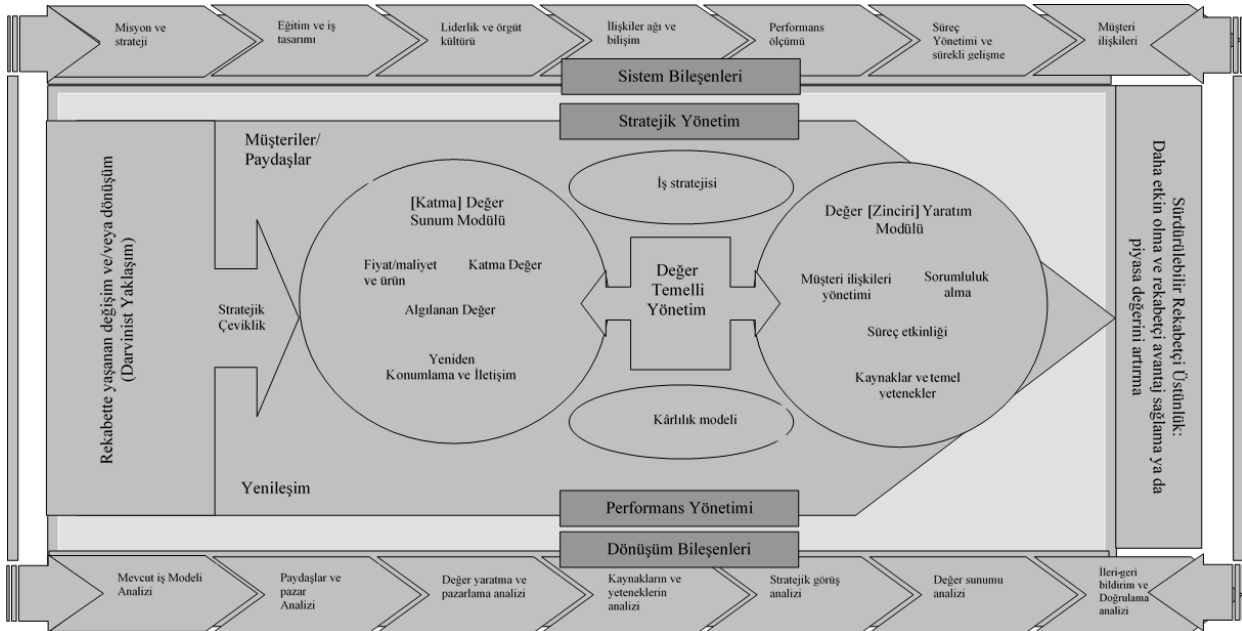 Misyon ve
strateji
Eğitim ve iş
tasarımı
Liderlik ve örgüt
kültürü
İlişkiler ağı ve
bilişim
Performans
ölçümü
Süreç
Yönetimi ve
sürekli gelişme
Müşteri
ilişkileri
Sistem Bileşenleri
Stratejik Yönetim
Rekabette yaşanan değişim ve/veya dönüşüm
(Darvinist Yaklaşım)
Müşteriler/
Paydaşlar
Stratejik
Çeviklik
Yenileşim
[Katma] Değer
Sunum Modülü
Fiyat/maliyet
ve ürün
Katma Değer
Algılanan Değer
Yeniden
Konumlama ve İletişim
İş stratejisi
Değer
Temelli
Yönetim
Kârlılık modeli
Değer [Zinciri] Yaratım
Modülü
Müşteri ilişkileri
yönetimi
Sorumluluk
alma
Süreç etkinliği
Kaynaklar ve temel
yetenekler
Sürdürülebilir Rekabetçi Üstünlük:
Daha etkin olma ve rekabetçi avantaj sağlama ya da
piyasa değerini artırma
Performans Yönetimi
Dönüşüm Bileşenleri
Mevcut iş Modeli
Analizi
Paydaşlar ve
pazar
Analizi
Değer yaratma ve
pazarlama analizi
Kaynakların ve
yeteneklerin
analizi
Stratejik görüş
analizi
Değer sunumu
analizi
İleri-geri
bildirim ve
Doğrulama
analizi